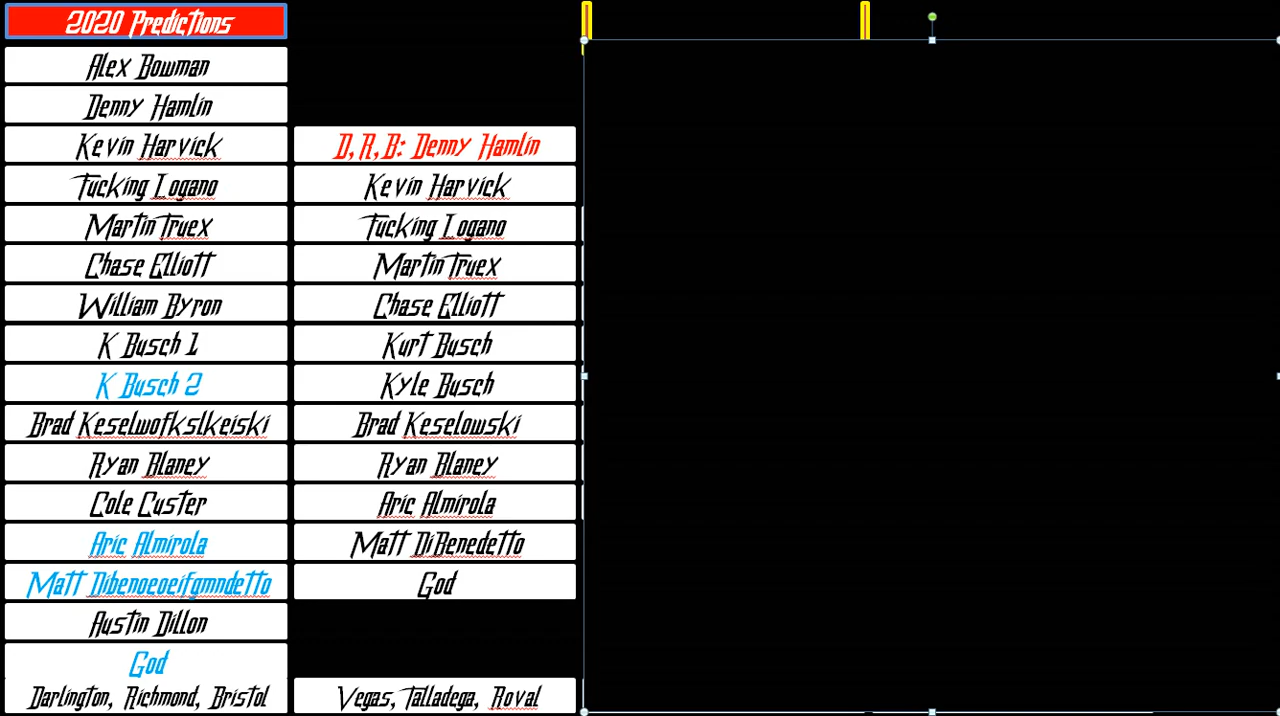 2020 Predictions
Alex Bowman
Denny Hamlin
Kevin Harvick
Fucking Logano
Martin Truex
Chase Elliott
William Byron
K Busch 1
K Busch 2
Brad Keselwofkslkeiski
Ryan Blaney
Cole Custer
Aric Almirola
Matt Dibenoeoeifgmndetto
Austin Dillon
God
Darlington, Richmond, Bristol
D, R, B: Denny Hamlin
Kevin Harvick
Fucking Logano
Martin Truex
Chase Elliott
Kurt Busch
Kyle Busch
Brad Keselowski
Ryan Blaney
Aric Almirola
Matt DiBenedetto
God
Vegas, Talladega, Roval